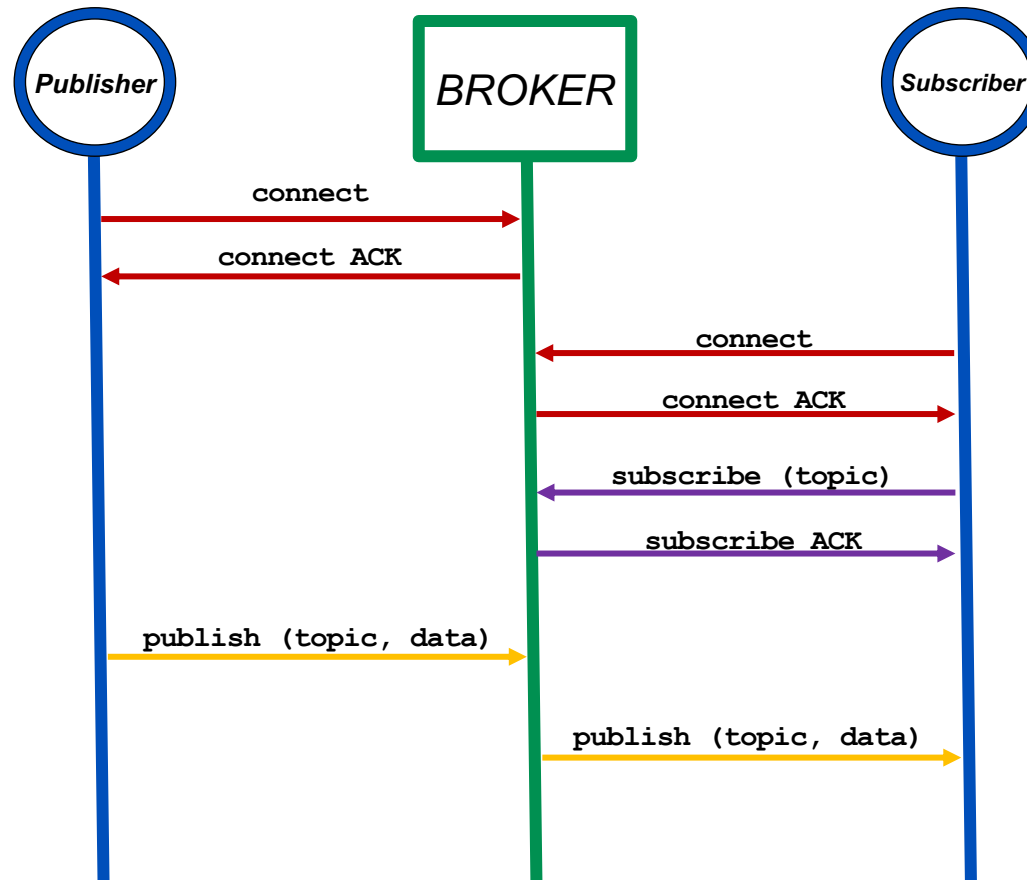 Publisher
BROKER
Subscriber
connect
connect ACK
connect
connect ACK
subscribe (topic)
subscribe ACK
publish (topic, data)
publish (topic, data)